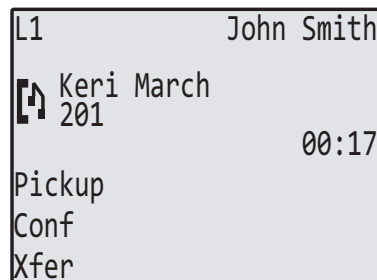 L1 John Smith
Keri March
201
00:17
Pickup
Conf
Xfer